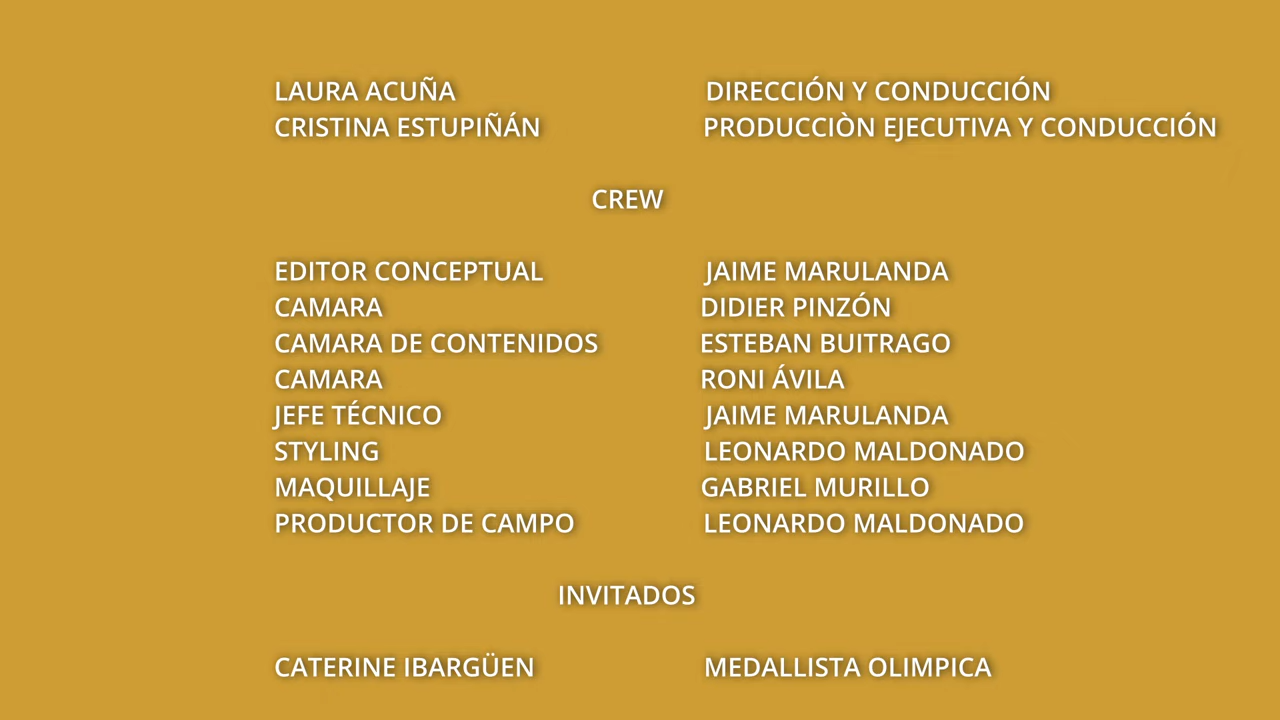 LAURA ACUÑA DIRECCIÓN Y CONDUCCIÓN
CRISTINA ESTUPIÑÁN PRODUCCIÒN EJECUTIVA Y CONDUCCIÓN
CREW
EDITOR CONCEPTUAL JAIME MARULANDA
CAMARA DIDIER PINZÓN
CAMARA DE CONTENIDOS ESTEBAN BUITRAGO
CAMARA RONI ÁVILA
JEFE TÉCNICO JAIME MARULANDA
STYLING LEONARDO MALDONADO
MAQUILLAJE GABRIEL MURILLO
PRODUCTOR DE CAMPO LEONARDO MALDONADO
INVITADOS
CATERINE IBARGÜEN MEDALLISTA OLIMPICA